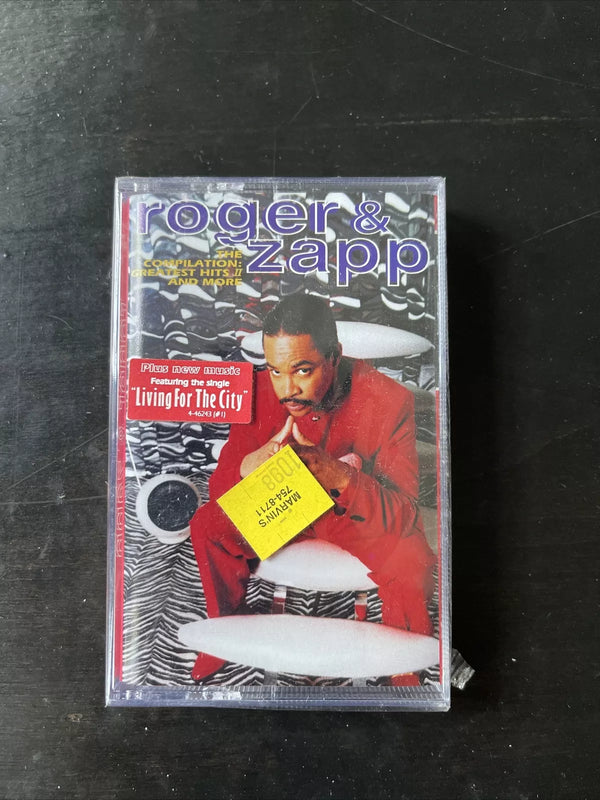 roger &
zapp
THE
COMPILATION:
GREATEST HITS II
AND MORE
Plus new music
Featuring the single
"Living For The City"
4-46243 (#1)
1098
MARVIN'S
754-8711